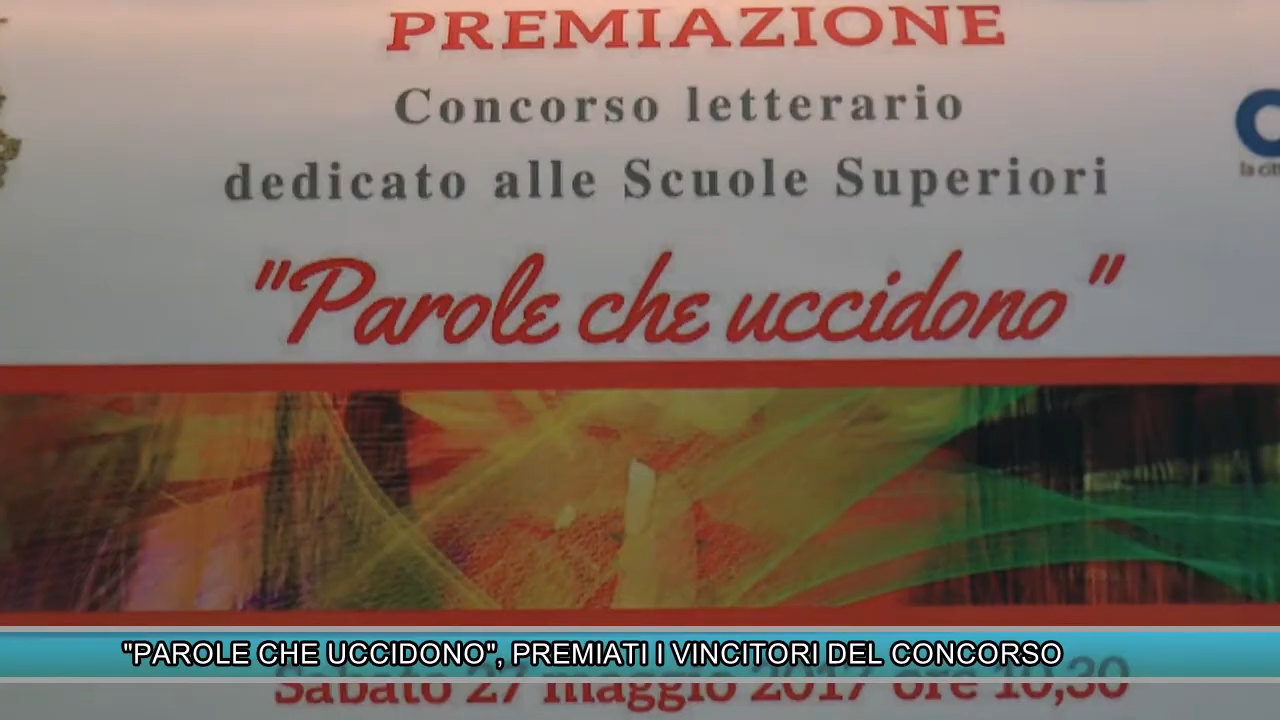 PREMIAZIONE
Concorso letterario
dedicato alle Scuole Superiori
"Parole che uccidono"
"PAROLE CHE UCCIDONO", PREMIATI I VINCITORI DEL CONCORSO
Sabato 27 maggio 2017 ore 10,30